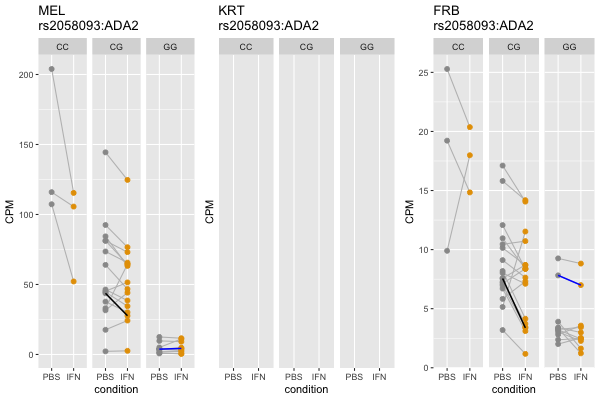 MEL
rs2058093:ADA2
CC CG GG
CPM
200
150
100
50
0
PBS IFN PBS IFN PBS IFN
condition
KRT
rs2058093:ADA2
CC CG GG
CPM
PBS IFN PBS IFN PBS IFN
condition
FRB
rs2058093:ADA2
CC CG GG
CPM
25
20
15
10
5
0
PBS IFN PBS IFN PBS IFN
condition